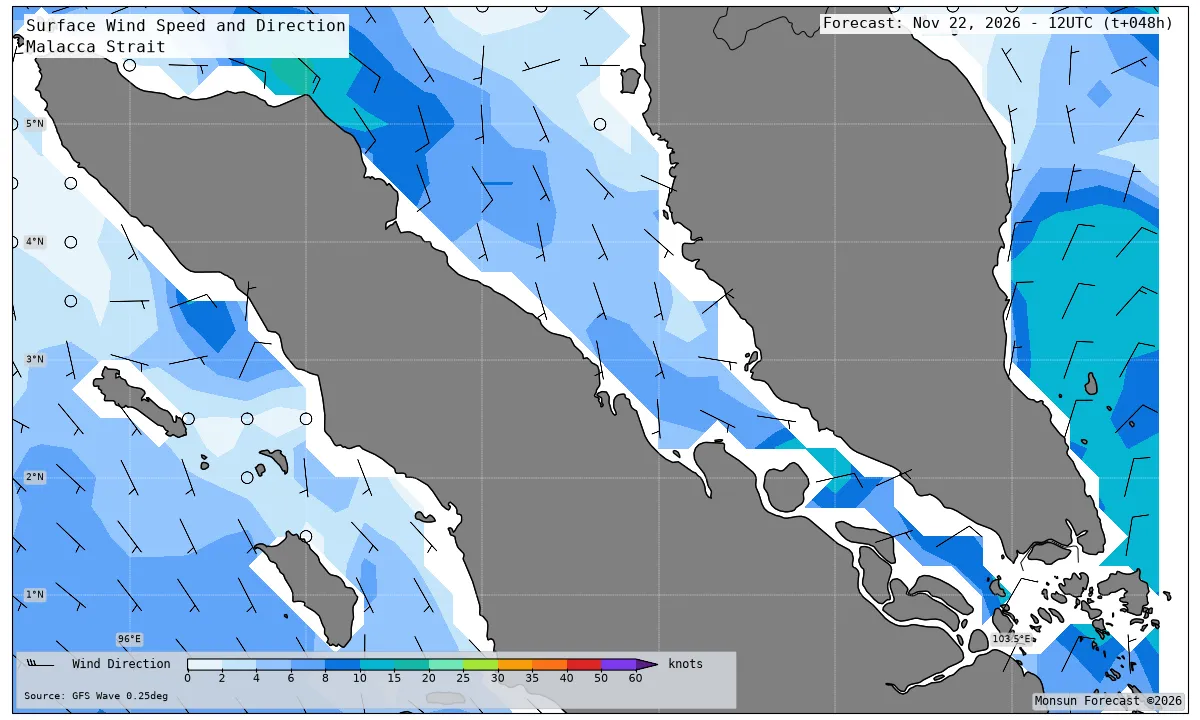 Surface Wind Speed and Direction
Malacca Strait
Forecast: Nov 22, 2026 - 12UTC (t+048h)
5°N
4°N
3°N
2°N
1°N
96°E
103.5°E
Wind Direction
0 2 4 6 8 10 15 20 25 30 35 40 50 60
knots
Source: GFS Wave 0.25deg
Monsun Forecast ©2026